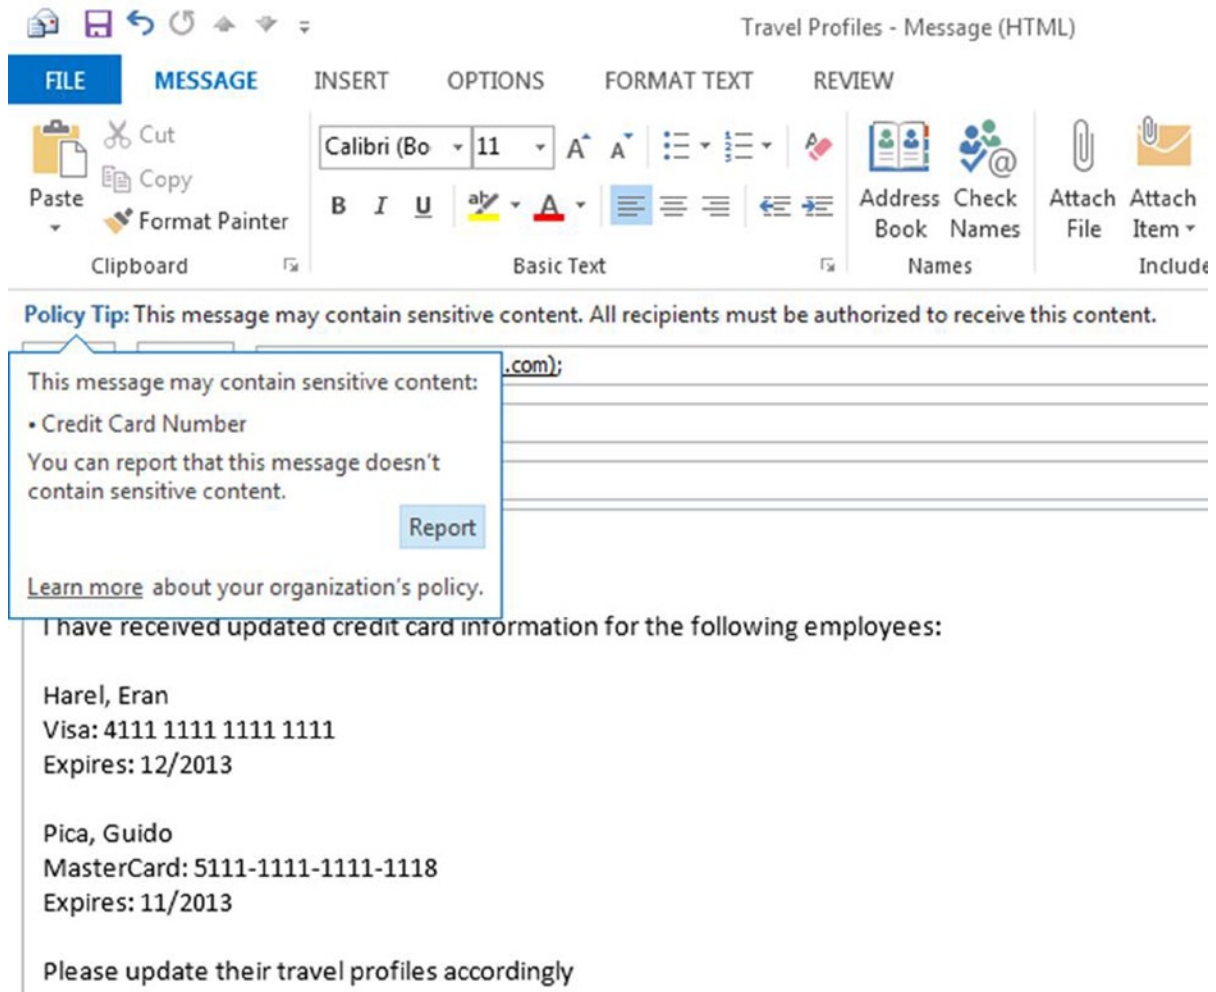 Travel Profiles - Message (HTML)
FILE MESSAGE INSERT OPTIONS FORMAT TEXT REVIEW
Paste
Cut
Copy
Format Painter
Clipboard
Calibri (Bo 11 A A
B I U aby A
Basic Text
Address Book
Check Names
Names
Attach File
Attach Item
Include
Policy Tip: This message may contain sensitive content. All recipients must be authorized to receive this content.
.com);
This message may contain sensitive content:
• Credit Card Number
You can report that this message doesn't
contain sensitive content.
Report
Learn more about your organization's policy.
I have received updated credit card information for the following employees:
Harel, Eran
Visa: 4111 1111 1111 1111
Expires: 12/2013
Pica, Guido
MasterCard: 5111-1111-1111-1118
Expires: 11/2013
Please update their travel profiles accordingly